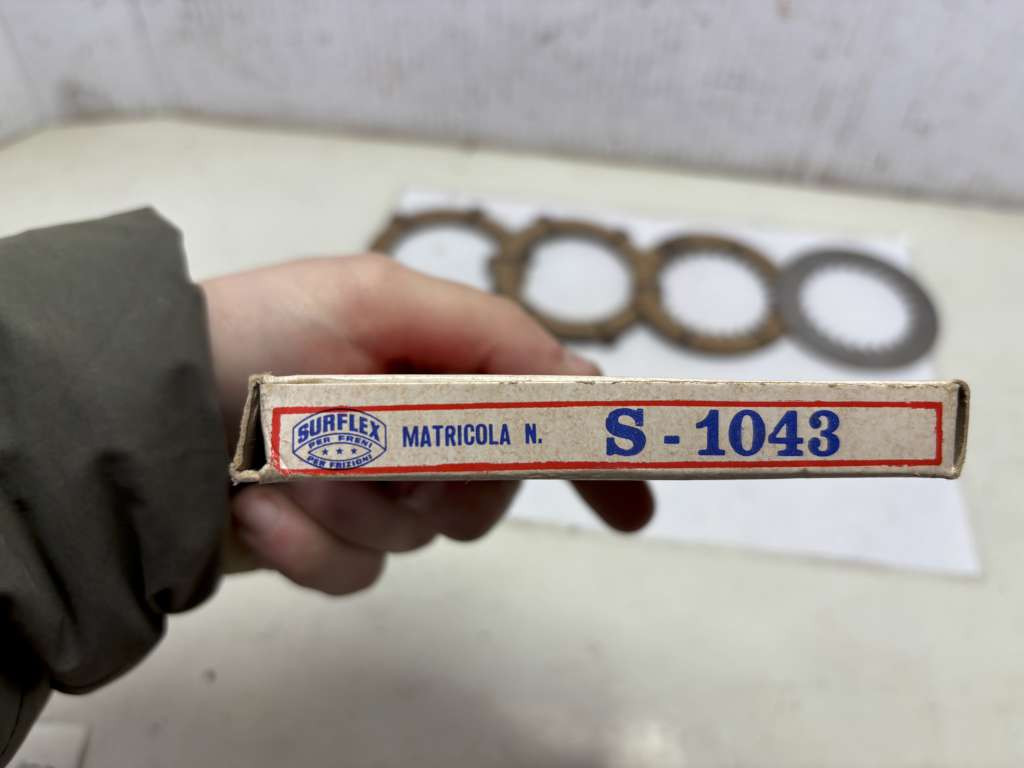 SURFLEX
PER FRENI
PER FRIZIONI
MATRICOLA N. S - 1043